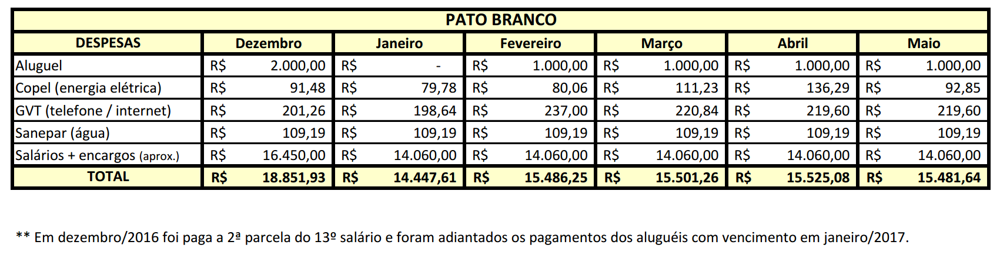 PATO BRANCO
DESPESAS Dezembro Janeiro Fevereiro Março Abril Maio
Aluguel R$ 2.000,00 R$ - R$ 1.000,00 R$ 1.000,00 R$ 1.000,00 R$ 1.000,00
Copel (energia elétrica) R$ 91,48 R$ 79,78 R$ 80,06 R$ 111,23 R$ 136,29 R$ 92,85
GVT (telefone / internet) R$ 201,26 R$ 198,64 R$ 237,00 R$ 220,84 R$ 219,60 R$ 219,60
Sanepar (água) R$ 109,19 R$ 109,19 R$ 109,19 R$ 109,19 R$ 109,19 R$ 109,19
Salários + encargos (aprox.) R$ 16.450,00 R$ 14.060,00 R$ 14.060,00 R$ 14.060,00 R$ 14.060,00 R$ 14.060,00
TOTAL R$ 18.851,93 R$ 14.447,61 R$ 15.486,25 R$ 15.501,26 R$ 15.525,08 R$ 15.481,64
** Em dezembro/2016 foi paga a 2ª parcela do 13º salário e foram adiantados os pagamentos dos aluguéis com vencimento em janeiro/2017.